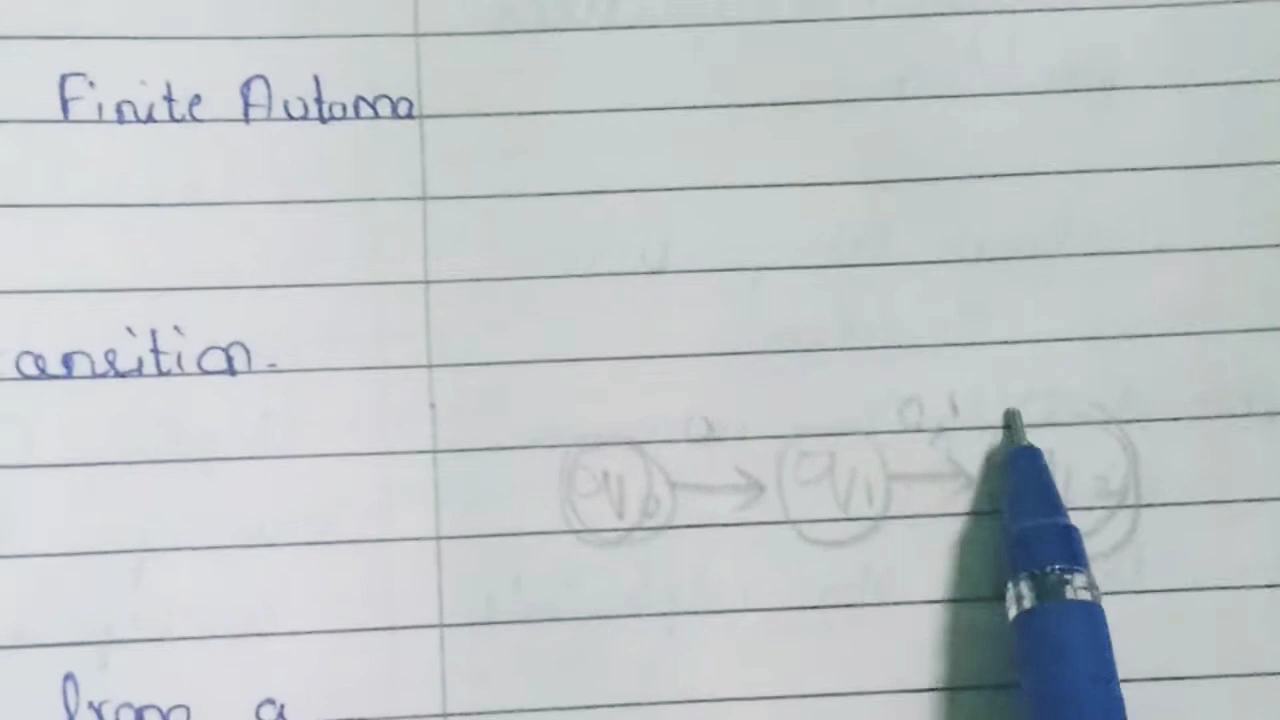 Finite Automa
ansition.
a
q0 q1
from a